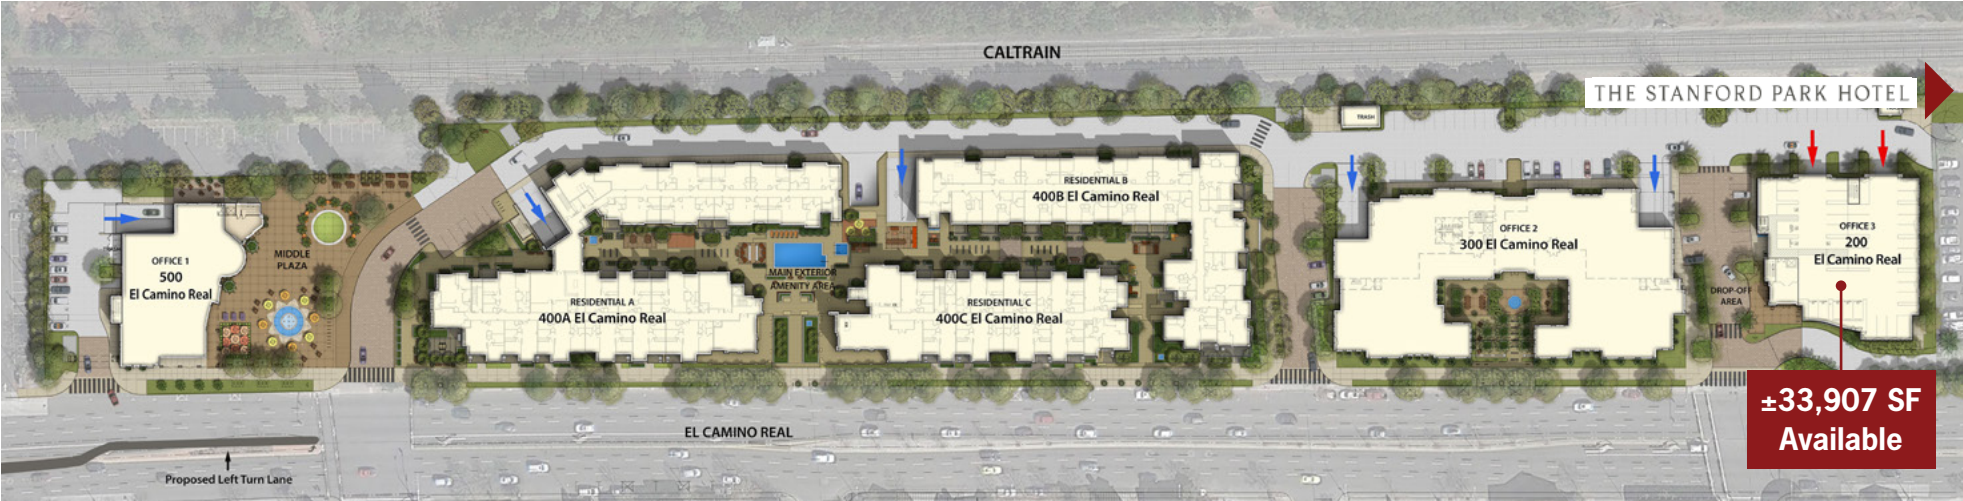 CALTRAIN
THE STANFORD PARK HOTEL
TRASH
OFFICE 1
500
El Camino Real
MIDDLE
PLAZA
RESIDENTIAL A
400A El Camino Real
MAIN EXTERIOR
AMENITY AREA
RESIDENTIAL B
400B El Camino Real
RESIDENTIAL C
400C El Camino Real
OFFICE 2
300 El Camino Real
DROP-OFF
AREA
OFFICE 3
200
El Camino Real
±33,907 SF
Available
EL CAMINO REAL
Proposed Left Turn Lane